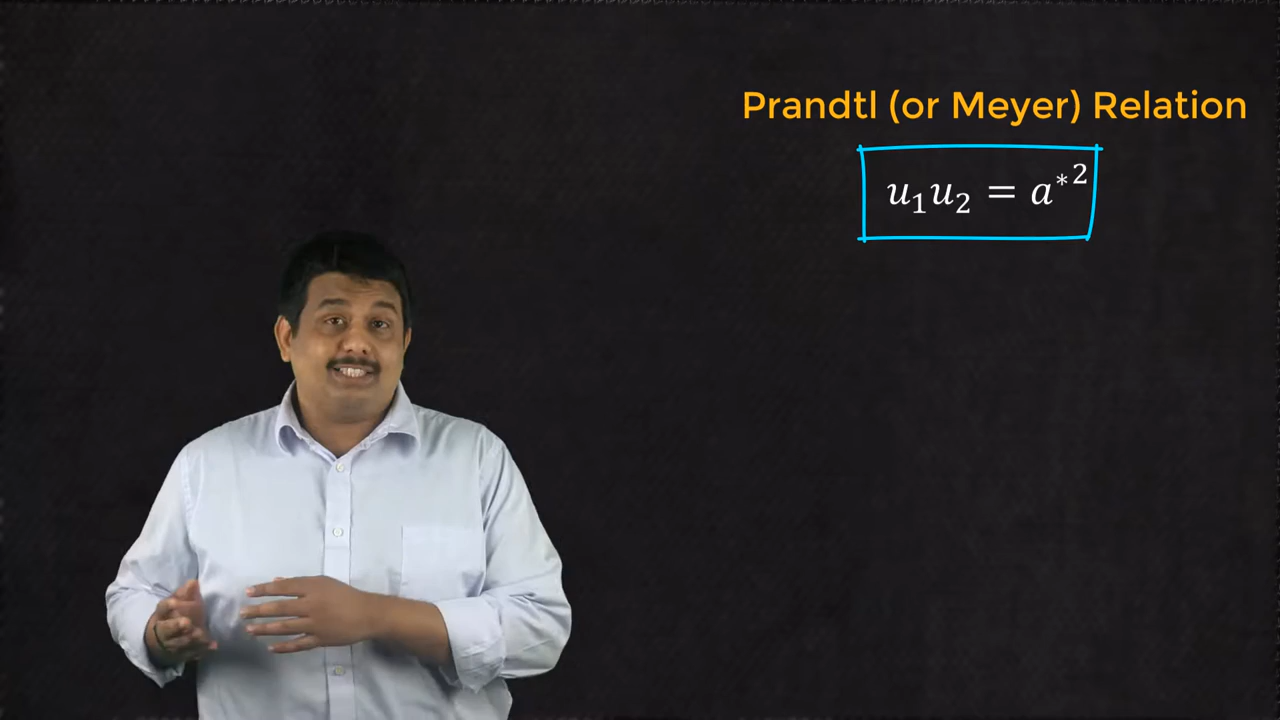 Prandtl (or Meyer) Relation
u₁u₂ = a*²